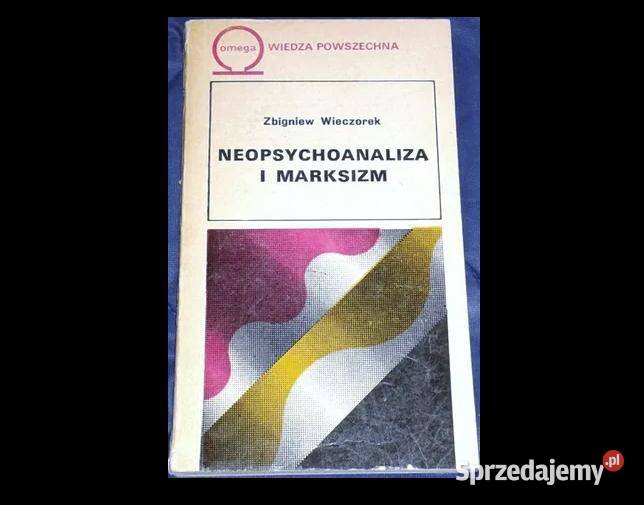 omega WIEDZA POWSZECHNA
Zbigniew Wieczorek
NEOPSYCHOANALIZA
I MARKSIZM
sprzedajemy.pl